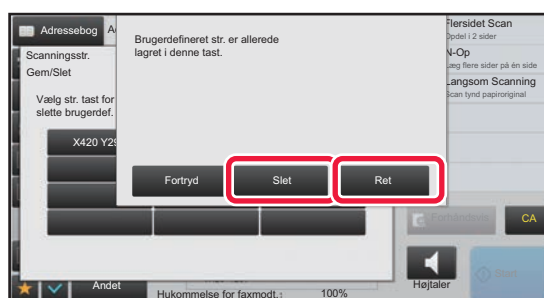 Adressebog
A
Scanningsstr.
Gem/Slet
Vælg str. tast for
slette brugerdef.
X420 Y29
Brugerdefineret str. er allerede
lagret i denne tast.
Fortryd
Slet
Ret
Flersidet Scan
Opdel i 2 sider
N-Op
Læg flere sider på én side
Langsom Scanning
Scan tynd papiroriginal
CA
Start
Højtaler
Andet
Hukommelse for faxmodt.: 100%